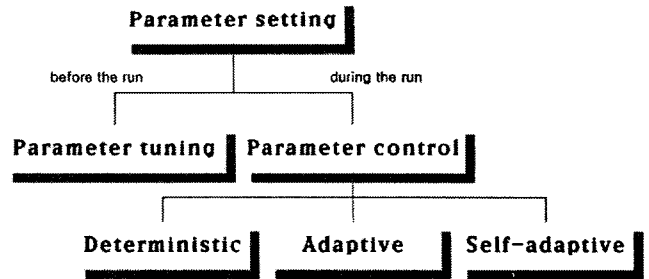 Parameter setting
before the run
during the run
Parameter tuning
Parameter control
Deterministic
Adaptive
Self-adaptive